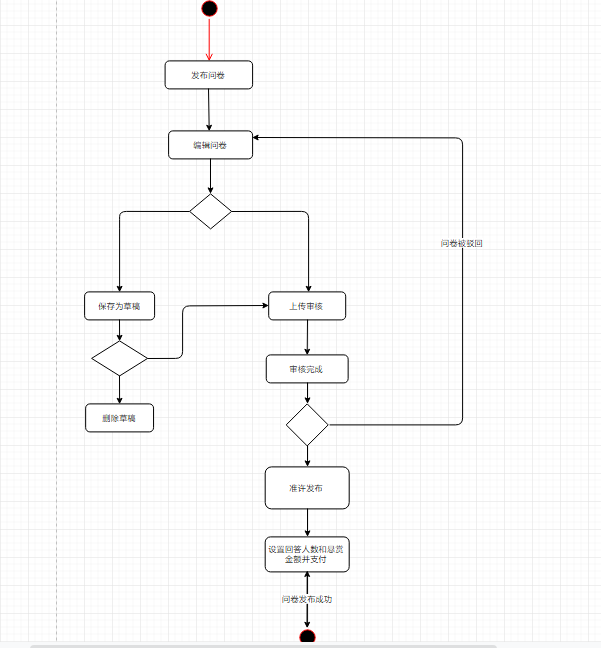 发布问卷
编辑问卷
问卷被驳回
保存为草稿
上传审核
审核完成
删除草稿
准许发布
设置回答人数和悬赏
金额并支付
问卷发布成功